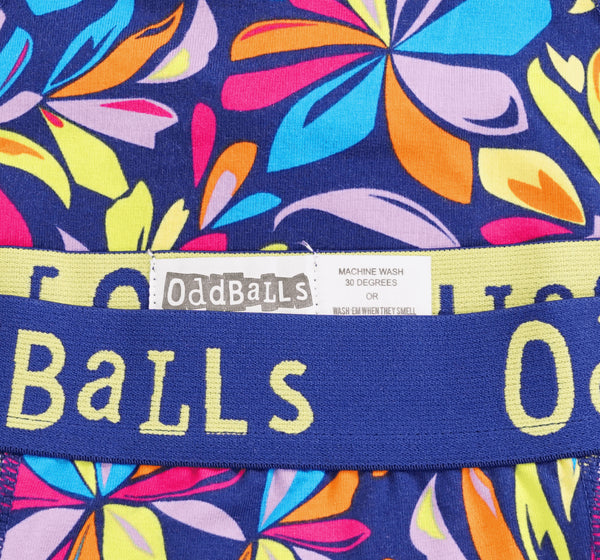 OddBalls
MACHINE WASH
30 DEGREES
OR
WASH EM WHEN THEY SMELL
BALLS Od